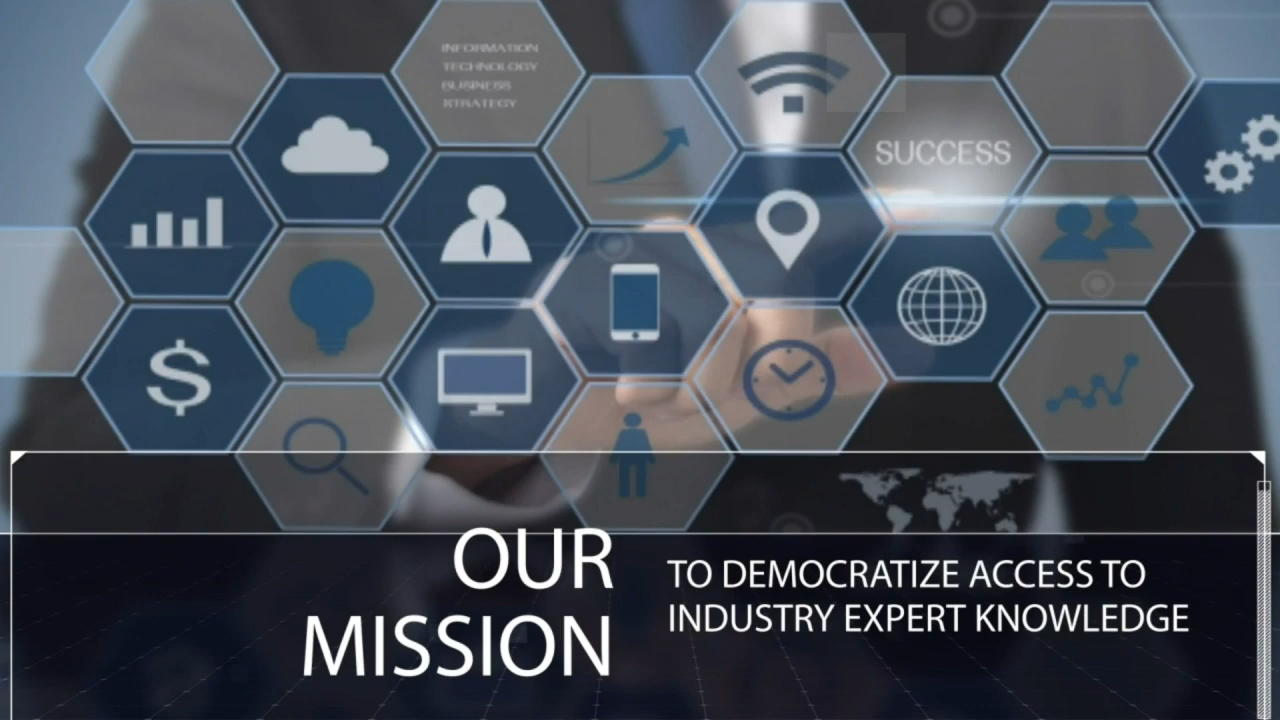 INFORMATION
TECHNOLOGY
BUSINESS
STRATEGY
SUCCESS
$
OUR
MISSION
TO DEMOCRATIZE ACCESS TO
INDUSTRY EXPERT KNOWLEDGE